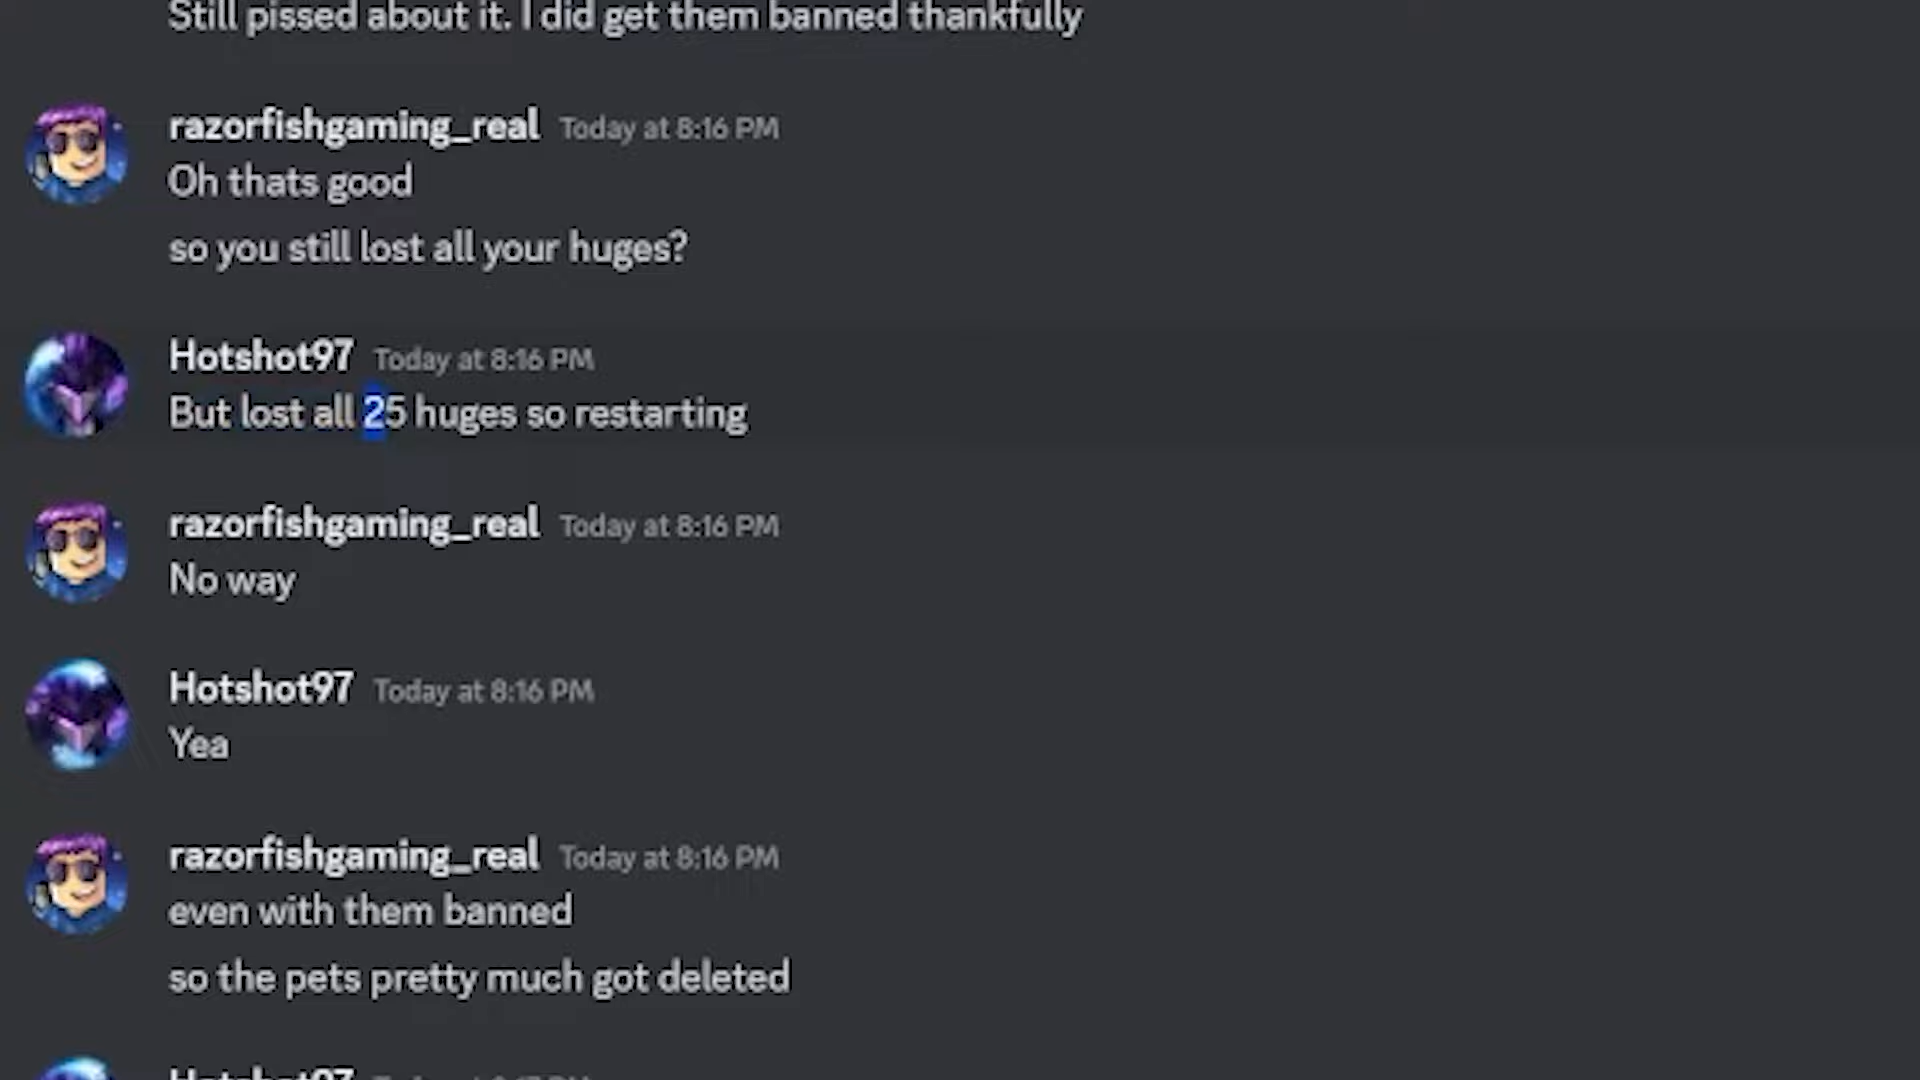 Still pissed about it. I did get them banned thankfully
razorfishgaming_real Today at 8:16 PM
Oh thats good
so you still lost all your huges?
Hotshot97 Today at 8:16 PM
But lost all 25 huges so restarting
razorfishgaming_real Today at 8:16 PM
No way
Hotshot97 Today at 8:16 PM
Yea
razorfishgaming_real Today at 8:16 PM
even with them banned
so the pets pretty much got deleted
Hotshot97